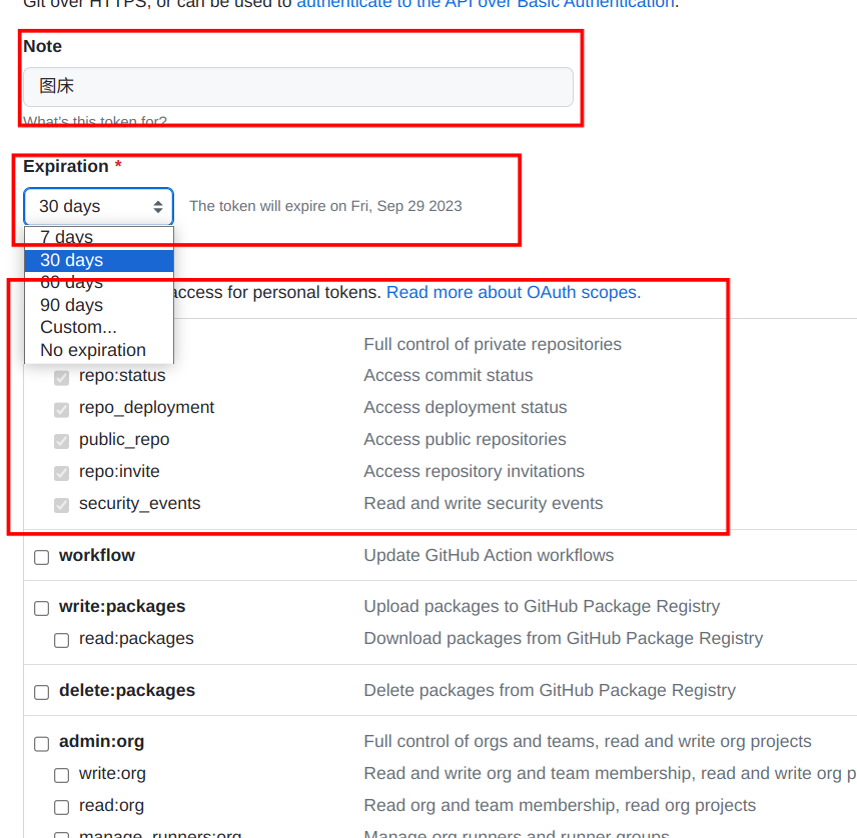 Git over HTTPS, or can be used to authenticate to the API over Basic Authentication.
Note
图床
What's this token for?
Expiration *
30 days The token will expire on Fri, Sep 29 2023
7 days
30 days
60 days
access for personal tokens. Read more about OAuth scopes.
90 days
Custom...
No expiration Full control of private repositories
repo:status Access commit status
repo_deployment Access deployment status
public_repo Access public repositories
repo:invite Access repository invitations
security_events Read and write security events
workflow Update GitHub Action workflows
write:packages Upload packages to GitHub Package Registry
read:packages Download packages from GitHub Package Registry
delete:packages Delete packages from GitHub Package Registry
admin:org Full control of orgs and teams, read and write org projects
write:org Read and write org and team membership, read and write org p
read:org Read org and team membership, read org projects
manage_runners:org Manage org runners and runner groups